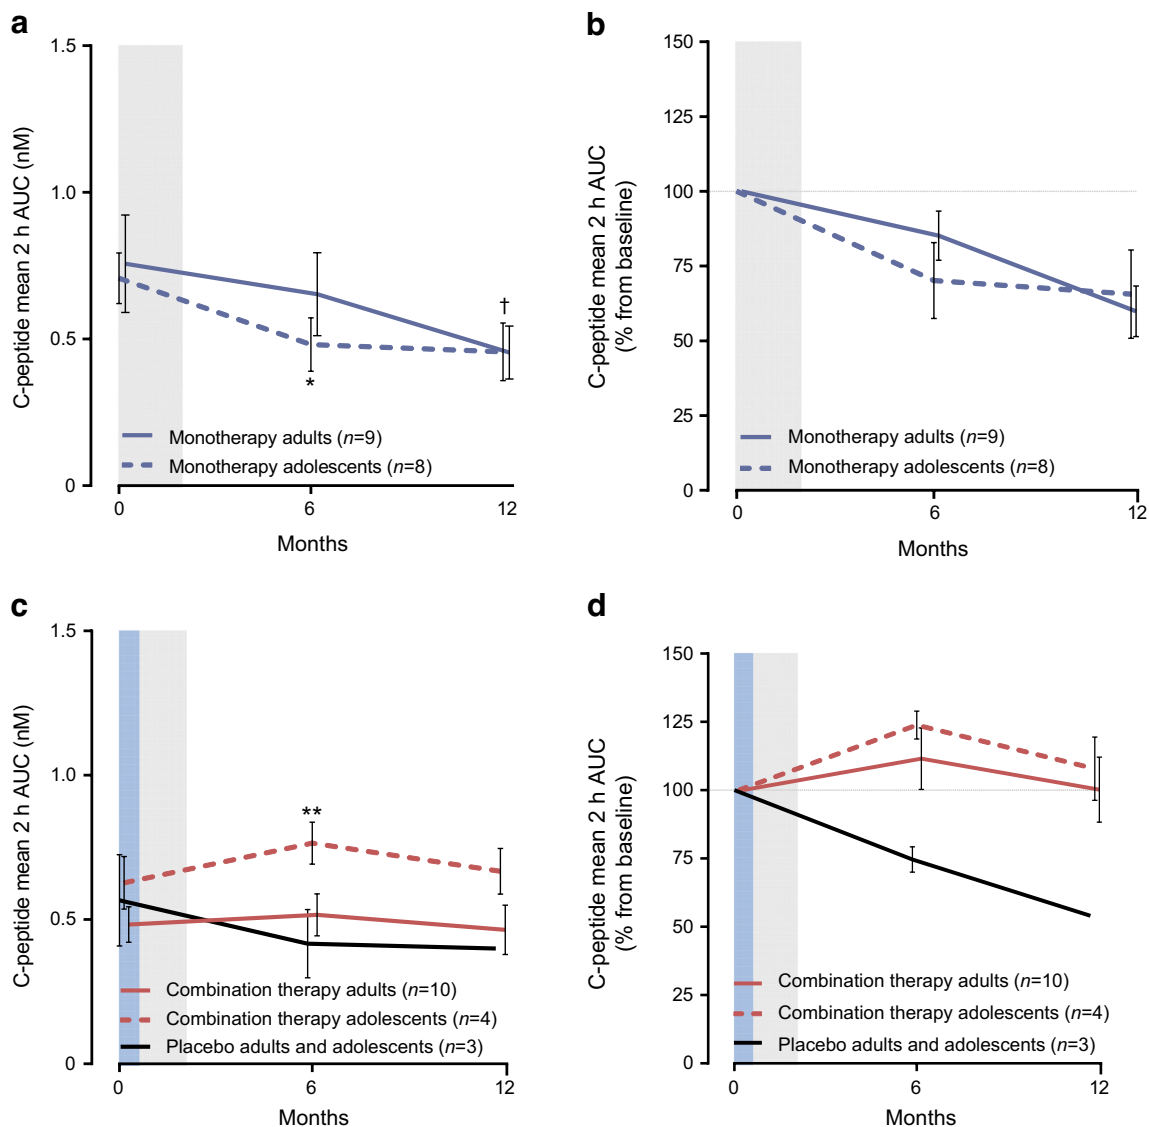 a
1.5
1.0
0.5
0
C-peptide mean 2 h AUC (nM)
†
*
Monotherapy adults (n=9)
Monotherapy adolescents (n=8)
0
6
12
Months
b
150
125
100
75
50
25
0
C-peptide mean 2 h AUC
(% from baseline)
Monotherapy adults (n=9)
Monotherapy adolescents (n=8)
0
6
12
Months
c
1.5
1.0
0.5
0
C-peptide mean 2 h AUC (nM)
**
Combination therapy adults (n=10)
Combination therapy adolescents (n=4)
Placebo adults and adolescents (n=3)
0
6
12
Months
d
150
125
100
75
50
25
0
C-peptide mean 2 h AUC
(% from baseline)
Combination therapy adults (n=10)
Combination therapy adolescents (n=4)
Placebo adults and adolescents (n=3)
0
6
12
Months